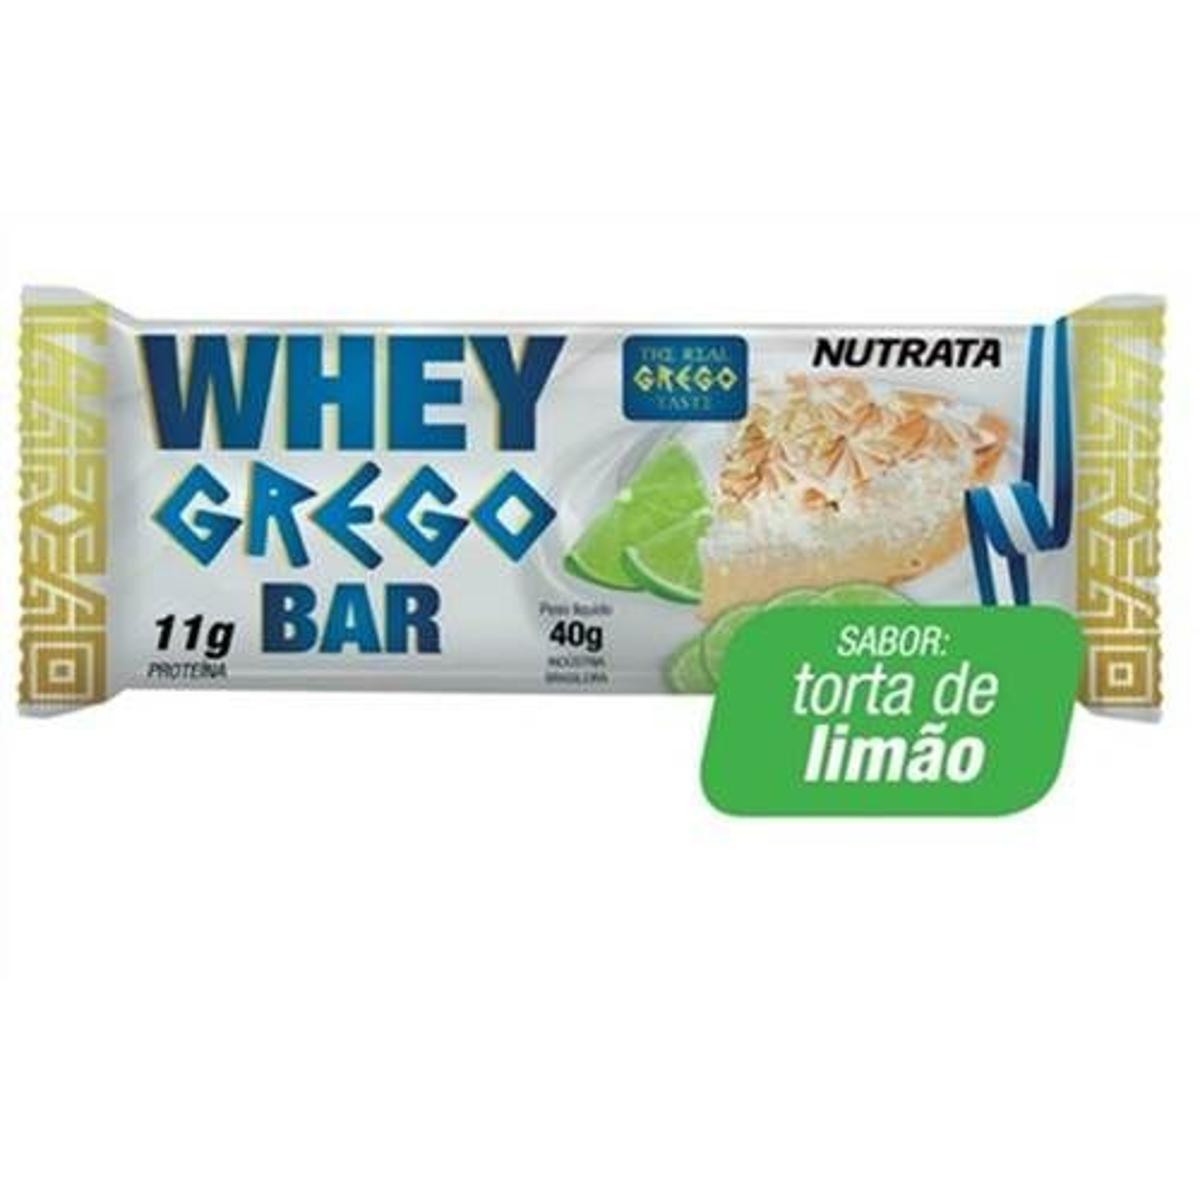 WHEY
GREGO
BAR
11g
PROTEÍNA
Peso líquido
40g
INDÚSTRIA
BRASILEIRA
THE REAL
GREGO
TASTE
NUTRATA
SABOR:
torta de
limão